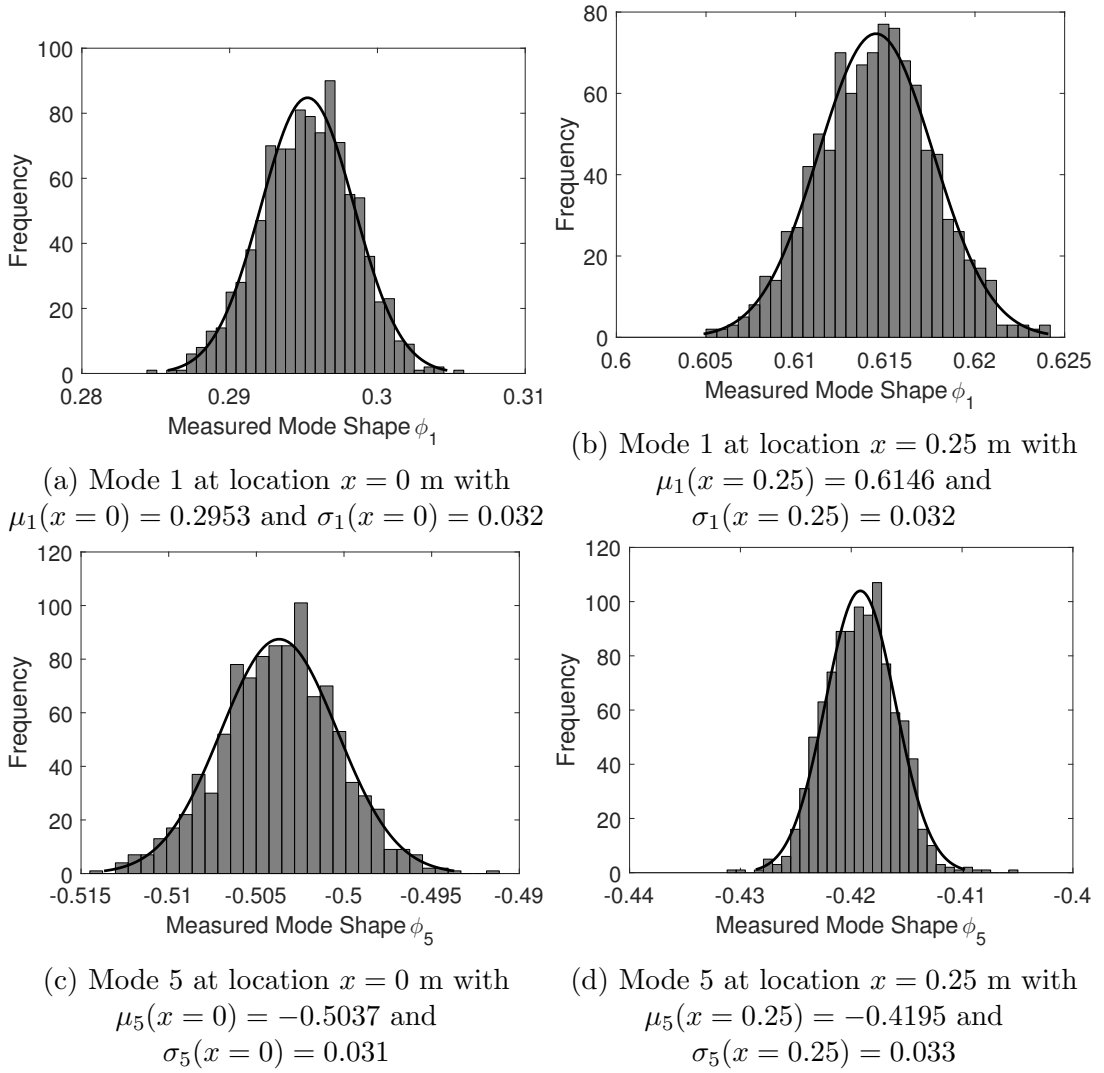 100
80
60
40
20
0
Frequency
0.28
0.29
0.3
0.31
Measured Mode Shape ϕ₁
(a) Mode 1 at location x = 0 m with
μ₁(x = 0) = 0.2953 and σ₁(x = 0) = 0.032
80
60
40
20
0
Frequency
0.6
0.605
0.61
0.615
0.62
0.625
Measured Mode Shape ϕ₁
(b) Mode 1 at location x = 0.25 m with
μ₁(x = 0.25) = 0.6146 and
σ₁(x = 0.25) = 0.032
120
100
80
60
40
20
0
Frequency
-0.515
-0.51
-0.505
-0.5
-0.495
-0.49
Measured Mode Shape ϕ₅
(c) Mode 5 at location x = 0 m with
μ₅(x = 0) = −0.5037 and
σ₅(x = 0) = 0.031
120
100
80
60
40
20
0
Frequency
-0.44
-0.43
-0.42
-0.41
-0.4
Measured Mode Shape ϕ₅
(d) Mode 5 at location x = 0.25 m with
μ₅(x = 0.25) = −0.4195 and
σ₅(x = 0.25) = 0.033